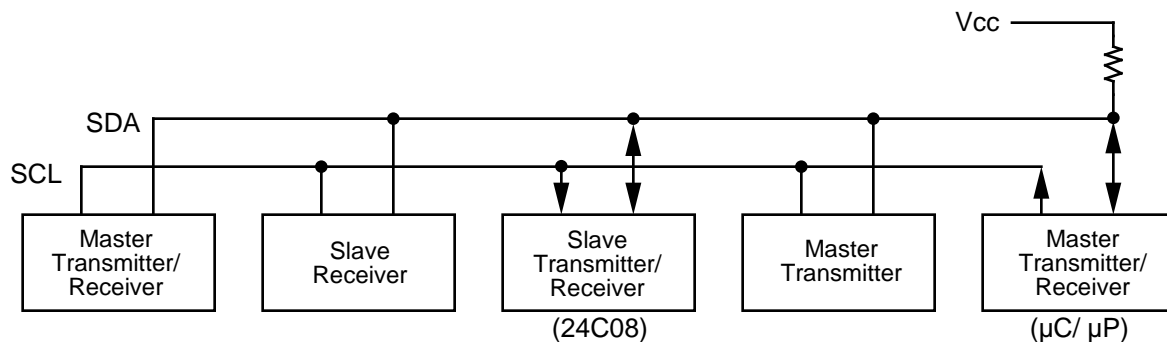 Vcc
SDA
SCL
Master
Transmitter/
Receiver
Slave
Receiver
Slave
Transmitter/
Receiver
(24C08)
Master
Transmitter
Master
Transmitter/
Receiver
(µC/ µP)